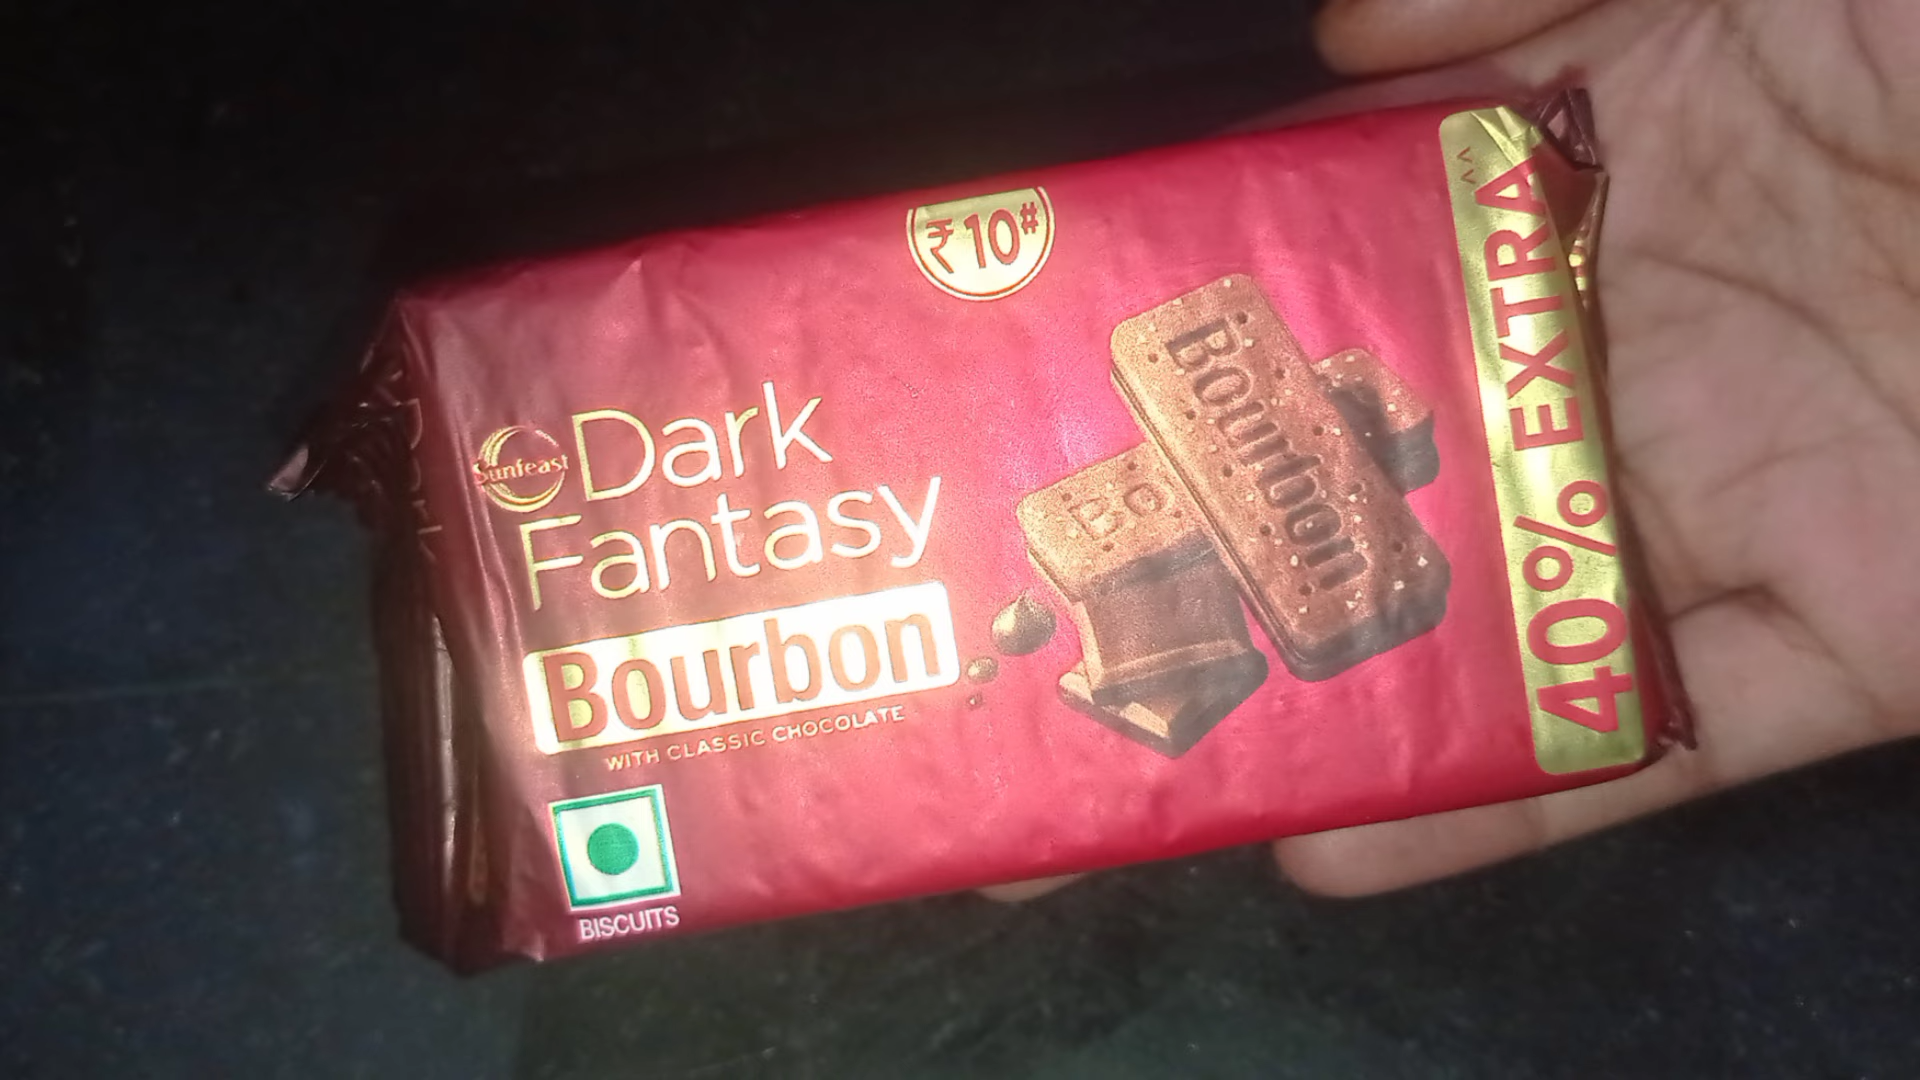 ₹10#
Sunfeast
Dark
Fantasy
Bourbon
WITH CLASSIC CHOCOLATE
BISCUITS
Bourbon
Bo
40% EXTRA^^